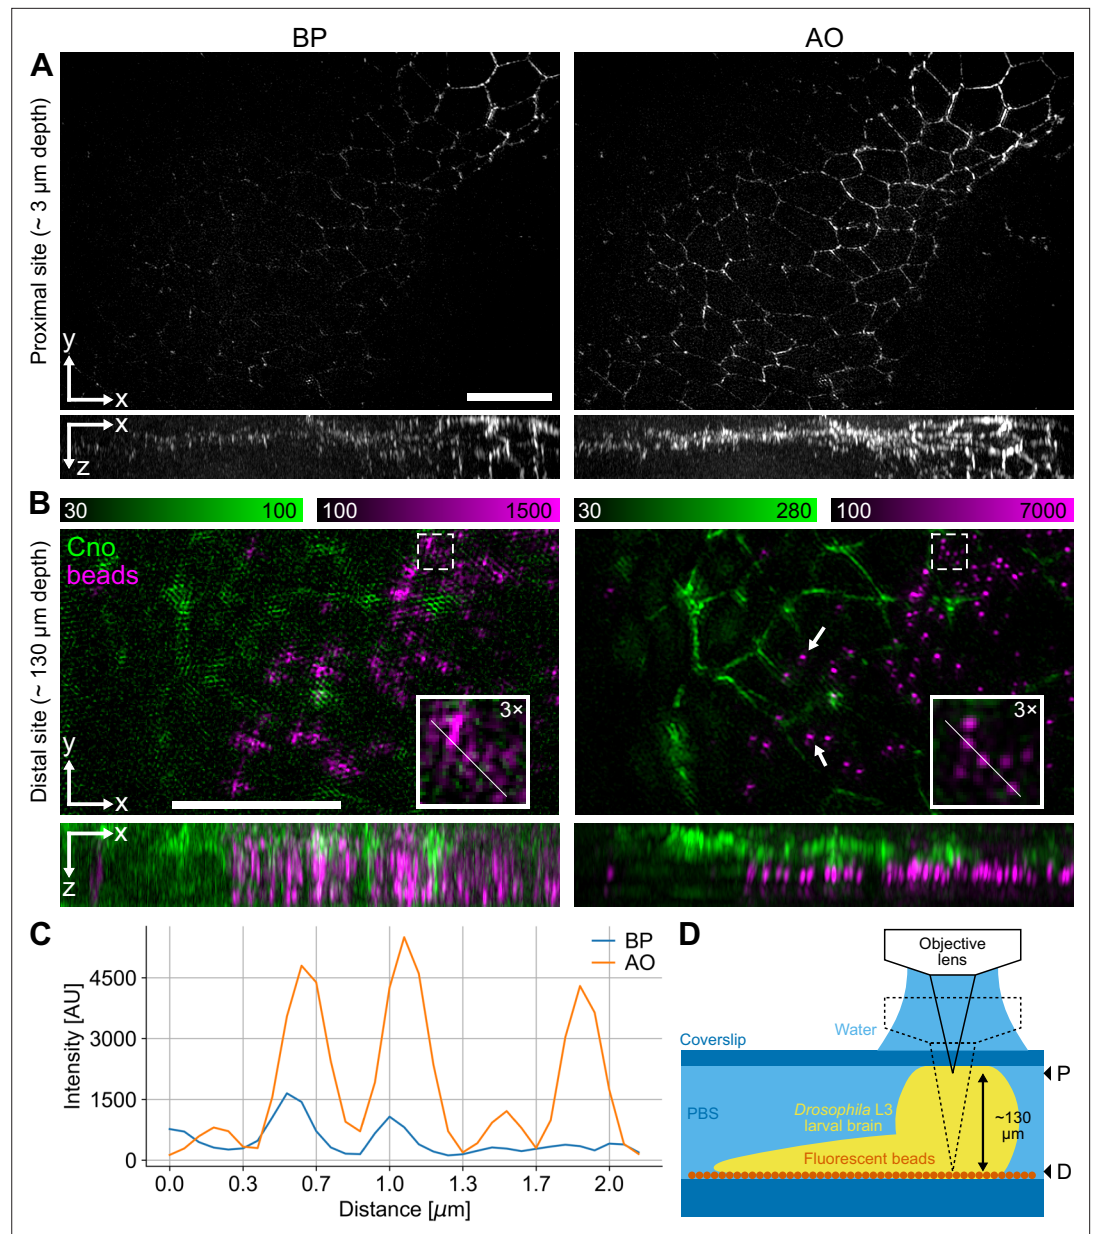 BP
AO
A
Proximal site (~ 3 μm depth)
y
x
x
z
B
30
100
100
1500
30
280
100
7000
Distal site (~ 130 μm depth)
Cno
beads
3×
3×
y
x
x
z
C
BP
AO
Intensity [AU]
4500
3000
1500
0
0.0
0.3
0.7
1.0
1.3
1.7
2.0
Distance [μm]
D
Objective
lens
Water
Coverslip
P
PBS
Drosophila L3
larval brain
~130
μm
Fluorescent beads
D